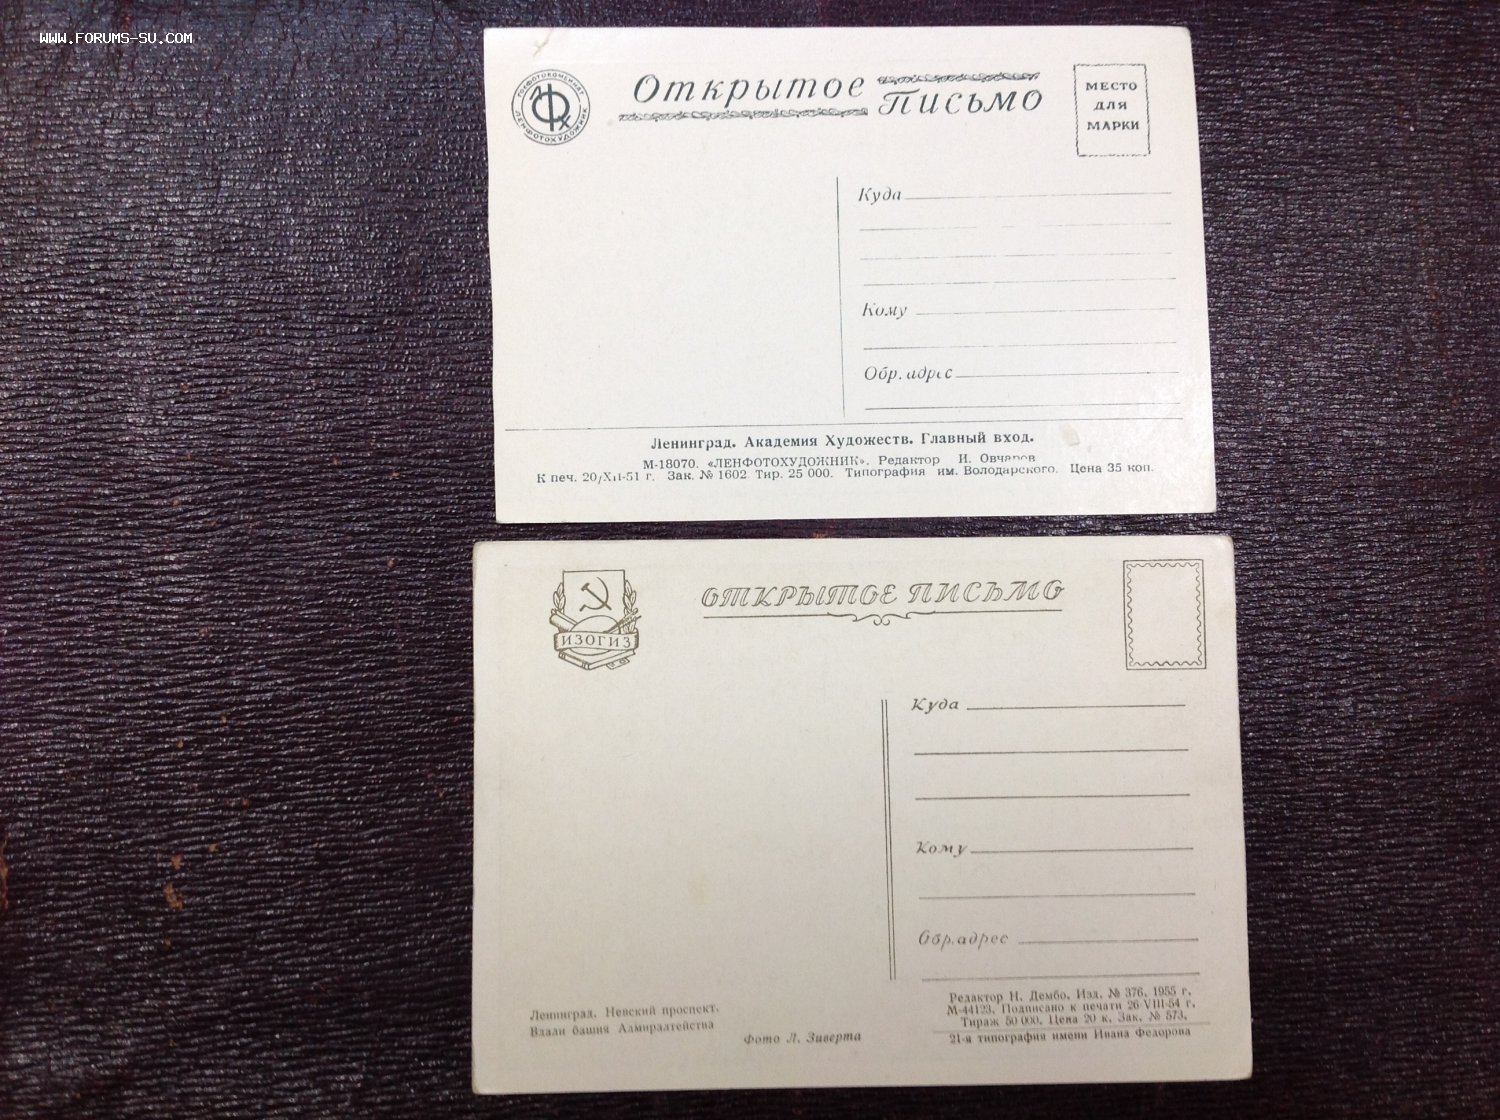 WWW.FORUMS-SU.COM
ГОСФОТОКОМБИНАТ
ЛФХ
ЛЕНФОТОХУДОЖНИК
Открытое
письмо
МЕСТО
ДЛЯ
МАРКИ
Куда
Кому
Обр. адрес
Ленинград. Академия Художеств. Главный вход.
М-18070. «ЛЕНФОТОХУДОЖНИК». Редактор И. Овчаров
К печ. 20/XII-51 г. Зак. № 1602 Тир. 25 000. Типография им. Володарского. Цена 35 коп.
ИЗОГИЗ
ОТКРЫТОЕ ПИСЬМО
Куда
Кому
Обр. адрес
Ленинград. Невский проспект.
Вдали башня Адмиралтейства
Фото Л. Зиверта
Редактор Н. Дембо. Изд. № 376, 1955 г.
М-44123. Подписано к печати 26-VIII-54 г.
Тираж 50 000. Цена 20 к. Зак. № 573.
21-я типография имени Ивана Федорова